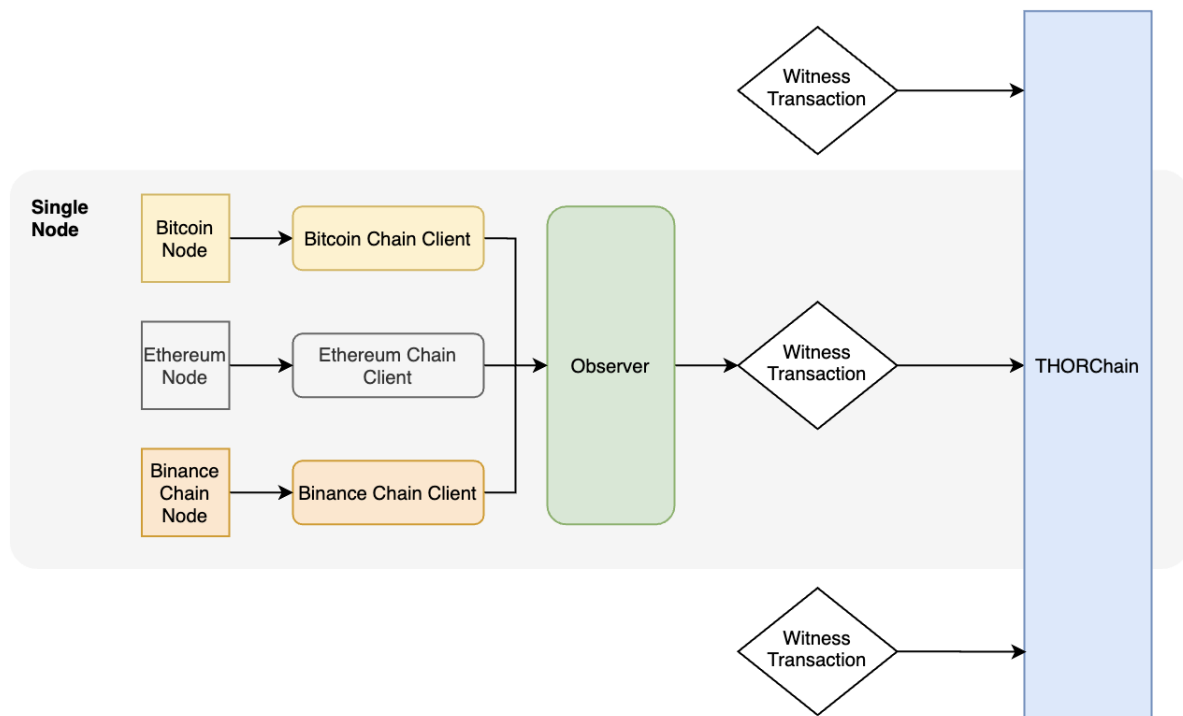 Witness
Transaction
Single
Node
Bitcoin
Node
Bitcoin Chain Client
Ethereum
Node
Ethereum Chain
Client
Observer
Witness
Transaction
THORChain
Binance
Chain
Node
Binance Chain Client
Witness
Transaction